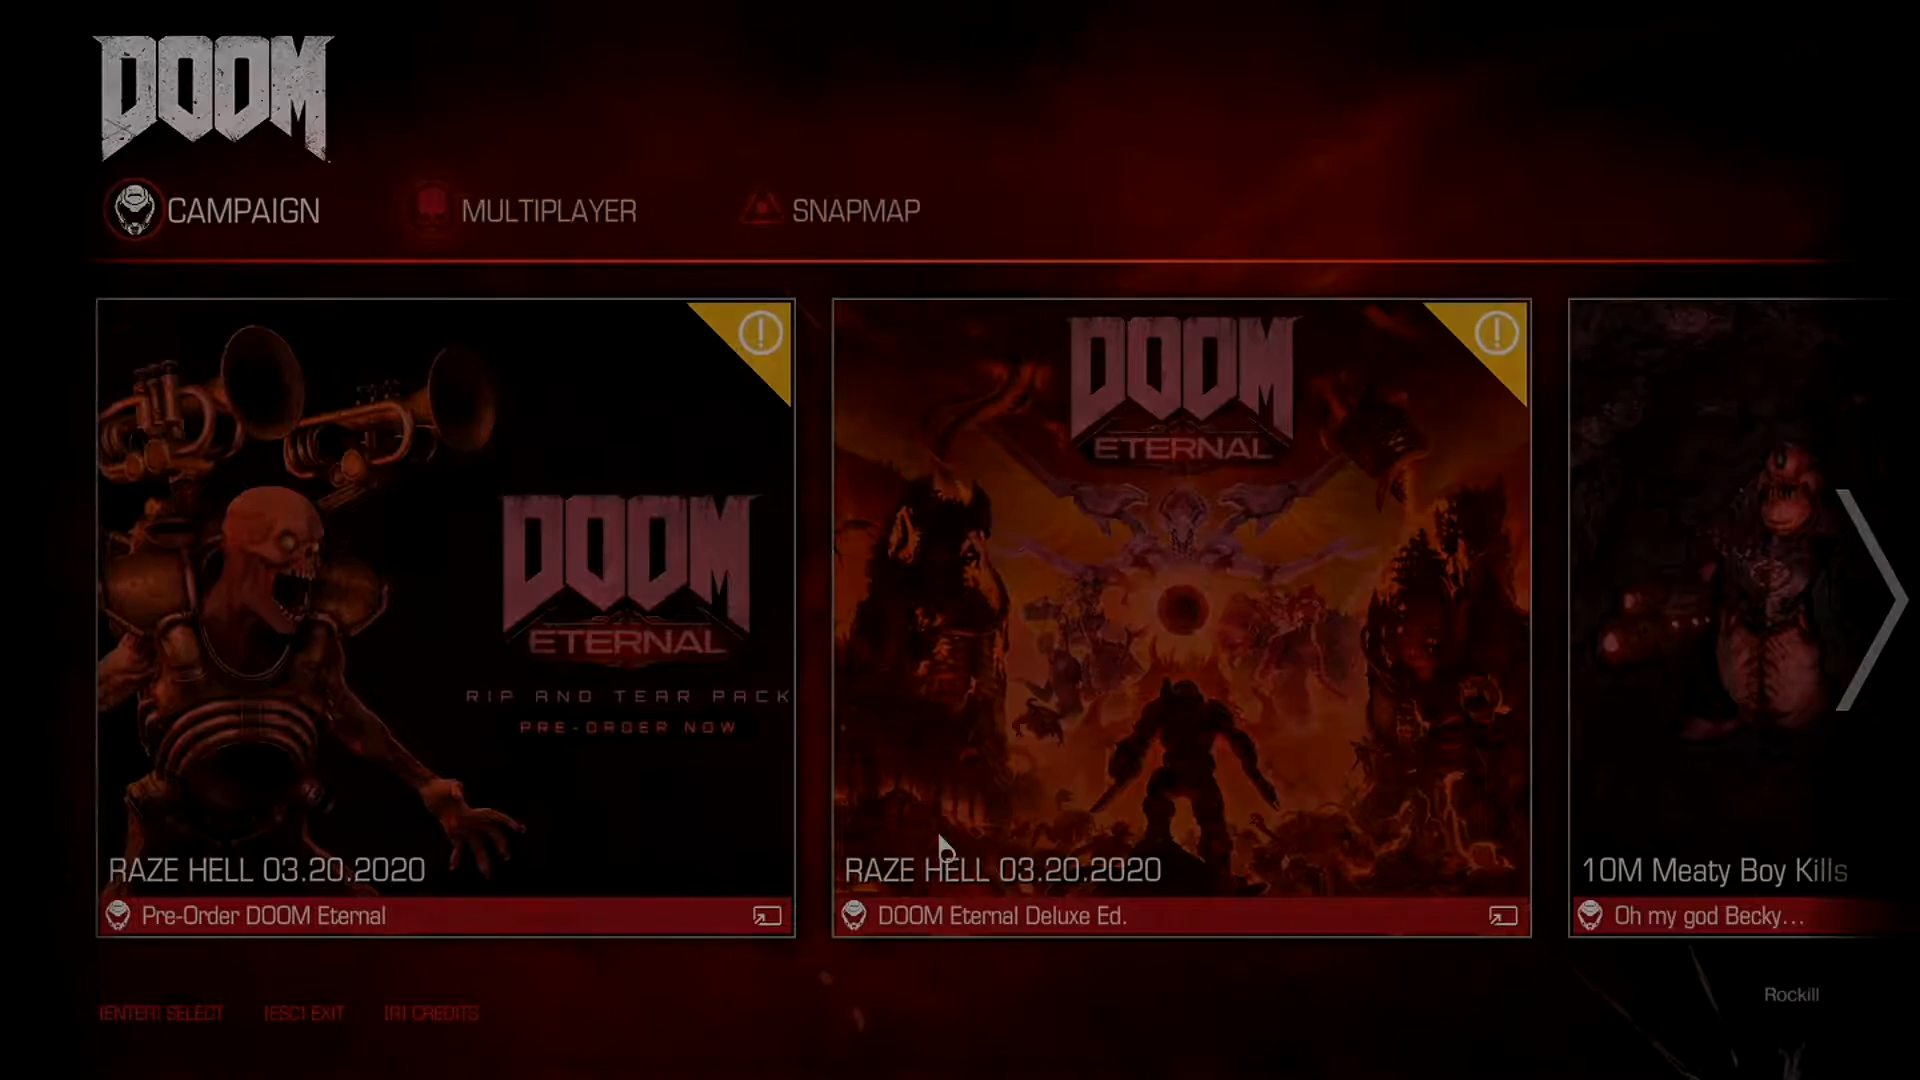 DOOM
CAMPAIGN
MULTIPLAYER
SNAPMAP
DOOM
ETERNAL
RIP AND TEAR PACK
PRE-ORDER NOW
RAZE HELL 03.20.2020
Pre-Order DOOM Eternal
DOOM
ETERNAL
RAZE HELL 03.20.2020
DOOM Eternal Deluxe Ed.
10M Meaty Boy Kills
Oh my god Becky...
[ENTER] SELECT
[ESC] EXIT
[R] CREDITS
Rockill